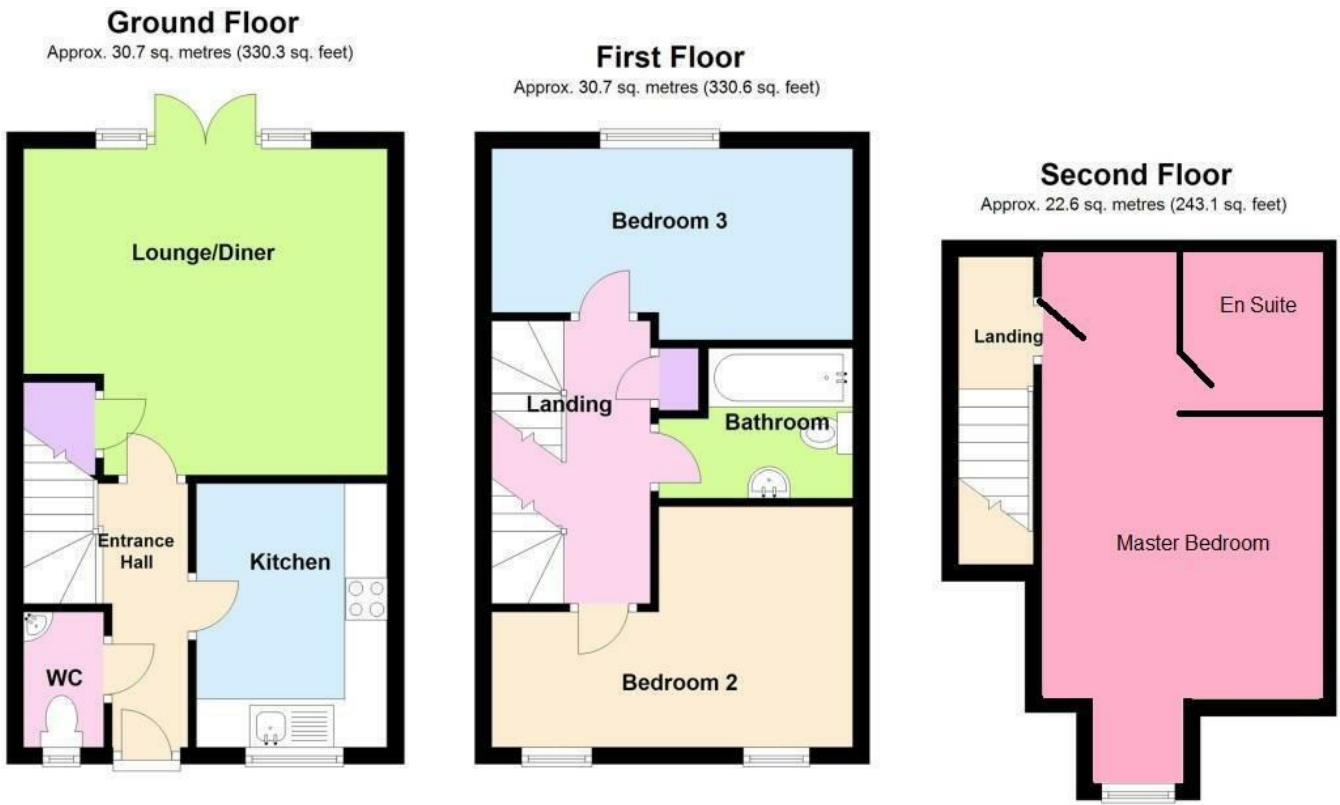 Ground Floor
Approx. 30.7 sq. metres (330.3 sq. feet)
Lounge/Diner
Entrance
Hall
Kitchen
WC
First Floor
Approx. 30.7 sq. metres (330.6 sq. feet)
Bedroom 3
Landing
Bathroom
Bedroom 2
Second Floor
Approx. 22.6 sq. metres (243.1 sq. feet)
En Suite
Landing
Master Bedroom